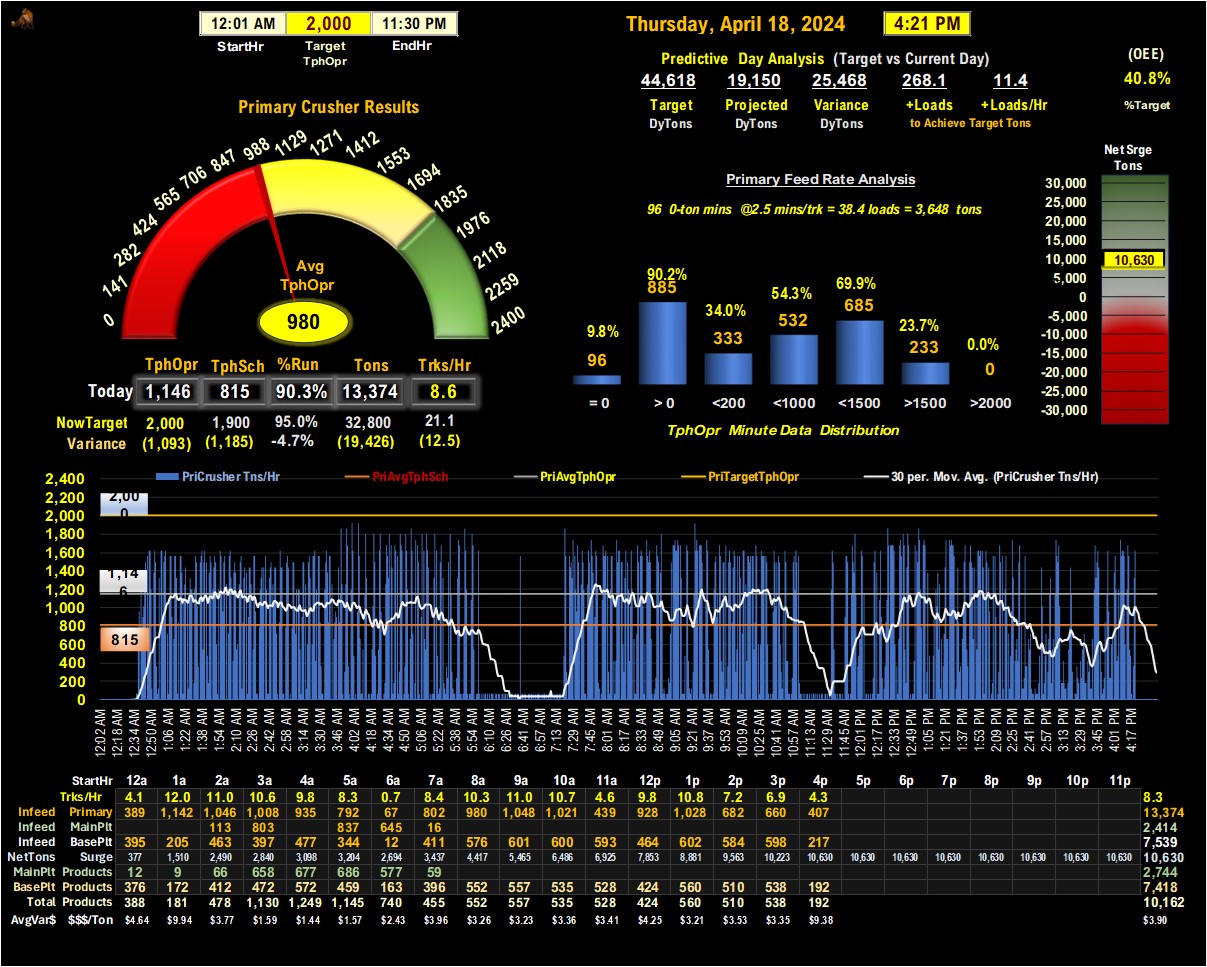 12:01 AM 2,000 11:30 PM
StartHr Target EndHr
TphOpr
Thursday, April 18, 2024 4:21 PM
Predictive Day Analysis (Target vs Current Day)
44,618 19,150 25,468 268.1 11.4
Target Projected Variance +Loads +Loads/Hr
DyTons DyTons DyTons to Achieve Target Tons
(OEE)
40.8%
%Target
Primary Crusher Results
0 141 282 424 565 706 847 988 1129 1271 1412 1553 1694 1835 1976 2118 2259 2400
Avg
TphOpr
980
TphOpr TphSch %Run Tons Trks/Hr
Today 1,146 815 90.3% 13,374 8.6
NowTarget 2,000 1,900 95.0% 32,800 21.1
Variance (1,093) (1,185) -4.7% (19,426) (12.5)
Primary Feed Rate Analysis
96 0-ton mins @2.5 mins/trk = 38.4 loads = 3,648 tons
9.8% 90.2% 34.0% 54.3% 69.9% 23.7% 0.0%
96 885 333 532 685 233 0
= 0 > 0 <200 <1000 <1500 >1500 >2000
TphOpr Minute Data Distribution
Net Srge
Tons
30,000
25,000
20,000
15,000
10,000 10,630
5,000
0
-5,000
-10,000
-15,000
-20,000
-25,000
-30,000
PriCrusher Tns/Hr PriAvgTphSch PriAvgTphOpr PriTargetTphOpr 30 per. Mov. Avg. (PriCrusher Tns/Hr)
2,400
2,200
2,000
1,800
1,600
1,400
1,200
1,000
800
600
400
200
0
2,00
0
1,14
6
815
12:02 AM 12:18 AM 12:34 AM 12:50 AM 1:06 AM 1:22 AM 1:38 AM 1:54 AM 2:10 AM 2:26 AM 2:42 AM 2:58 AM 3:14 AM 3:30 AM 3:46 AM 4:02 AM 4:18 AM 4:34 AM 4:50 AM 5:06 AM 5:22 AM 5:38 AM 5:54 AM 6:10 AM 6:26 AM 6:41 AM 6:57 AM 7:13 AM 7:29 AM 7:45 AM 8:01 AM 8:17 AM 8:33 AM 8:49 AM 9:05 AM 9:21 AM 9:37 AM 9:53 AM 10:09 AM 10:25 AM 10:41 AM 10:57 AM 11:13 AM 11:29 AM 11:45 AM 12:01 PM 12:17 PM 12:33 PM 12:49 PM 1:05 PM 1:21 PM 1:37 PM 1:53 PM 2:09 PM 2:25 PM 2:41 PM 2:57 PM 3:13 PM 3:29 PM 3:45 PM 4:01 PM 4:17 PM
StartHr 12a 1a 2a 3a 4a 5a 6a 7a 8a 9a 10a 11a 12p 1p 2p 3p 4p 5p 6p 7p 8p 9p 10p 11p
Trks/Hr 4.1 12.0 11.0 10.6 9.8 8.3 0.7 8.4 10.3 11.0 10.7 4.6 9.8 10.8 7.2 6.9 4.3 8.3
Infeed Primary 389 1,142 1,046 1,008 935 792 67 802 980 1,048 1,021 439 928 1,028 682 660 407 13,374
Infeed MainPlt 113 803 837 645 16 2,414
Infeed BasePlt 395 205 463 397 477 344 12 411 576 601 600 593 464 602 584 598 217 7,539
NetTons Surge 377 1,510 2,490 2,840 3,098 3,204 2,694 3,437 4,417 5,465 6,486 6,925 7,853 8,881 9,563 10,223 10,630 10,630 10,630 10,630 10,630 10,630 10,630 10,630 10,630
MainPlt Products 12 9 66 658 677 686 577 59 2,744
BasePlt Products 376 172 412 472 572 459 163 396 552 557 535 528 424 560 510 538 192 7,418
Total Products 388 181 478 1,130 1,249 1,145 740 455 552 557 535 528 424 560 510 538 192 10,162
AvgVar$ $$$/Ton $4.64 $9.94 $3.77 $1.59 $1.44 $1.57 $2.43 $3.96 $3.26 $3.23 $3.36 $3.41 $4.25 $3.21 $3.53 $3.35 $9.38 $3.90